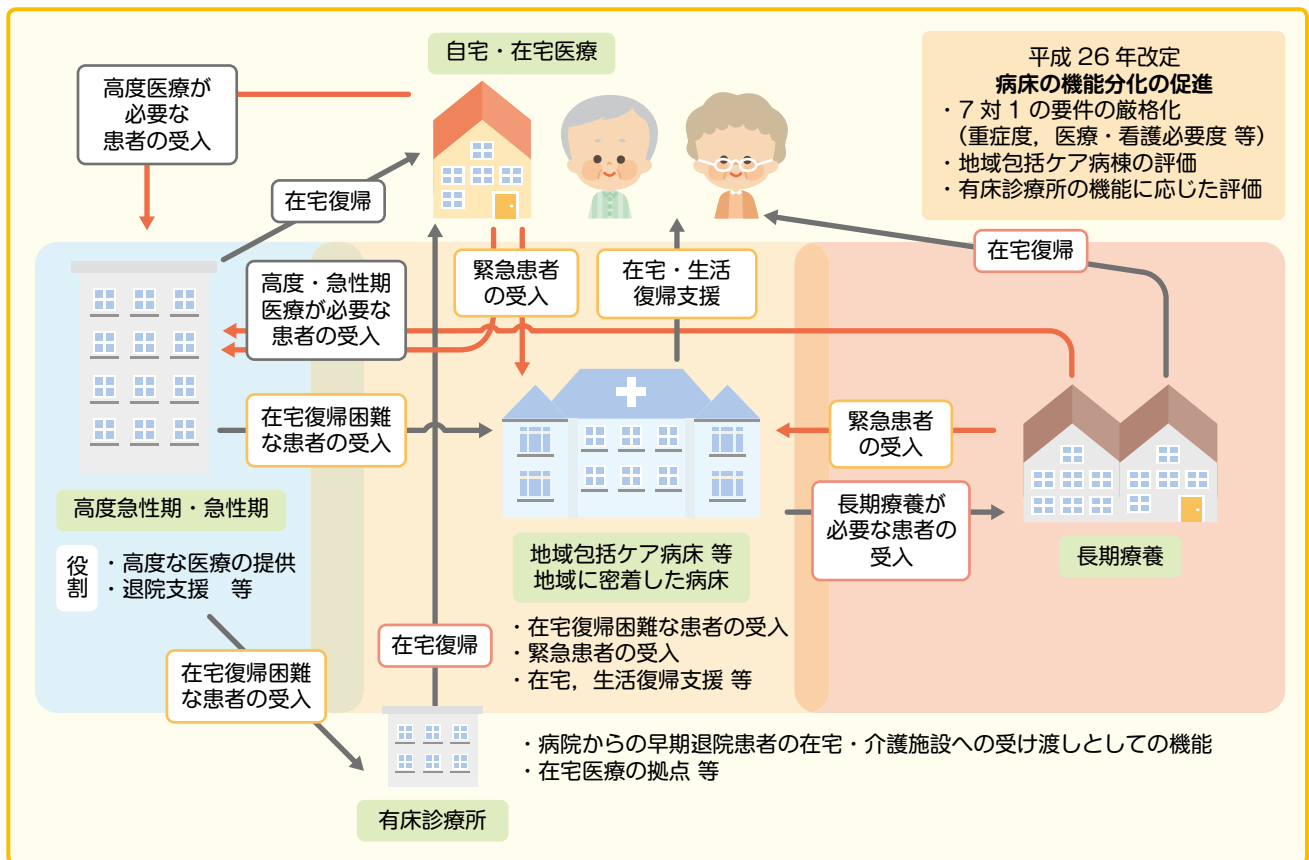 自宅・在宅医療
平成 26 年改定
病床の機能分化の促進
・7 対 1 の要件の厳格化
（重症度，医療・看護必要度 等）
・地域包括ケア病棟の評価
・有床診療所の機能に応じた評価
高度医療が
必要な
患者の受入
在宅復帰
高度・急性期
医療が必要な
患者の受入
緊急患者
の受入
在宅・生活
復帰支援
在宅復帰
在宅復帰困難
な患者の受入
緊急患者
の受入
長期療養が
必要な患者の
受入
高度急性期・急性期
役割
・高度な医療の提供
・退院支援　等
地域包括ケア病床 等
地域に密着した病床
・在宅復帰困難な患者の受入
・緊急患者の受入
・在宅，生活復帰支援 等
長期療養
在宅復帰
在宅復帰困難
な患者の受入
・病院からの早期退院患者の在宅・介護施設への受け渡しとしての機能
・在宅医療の拠点 等
有床診療所